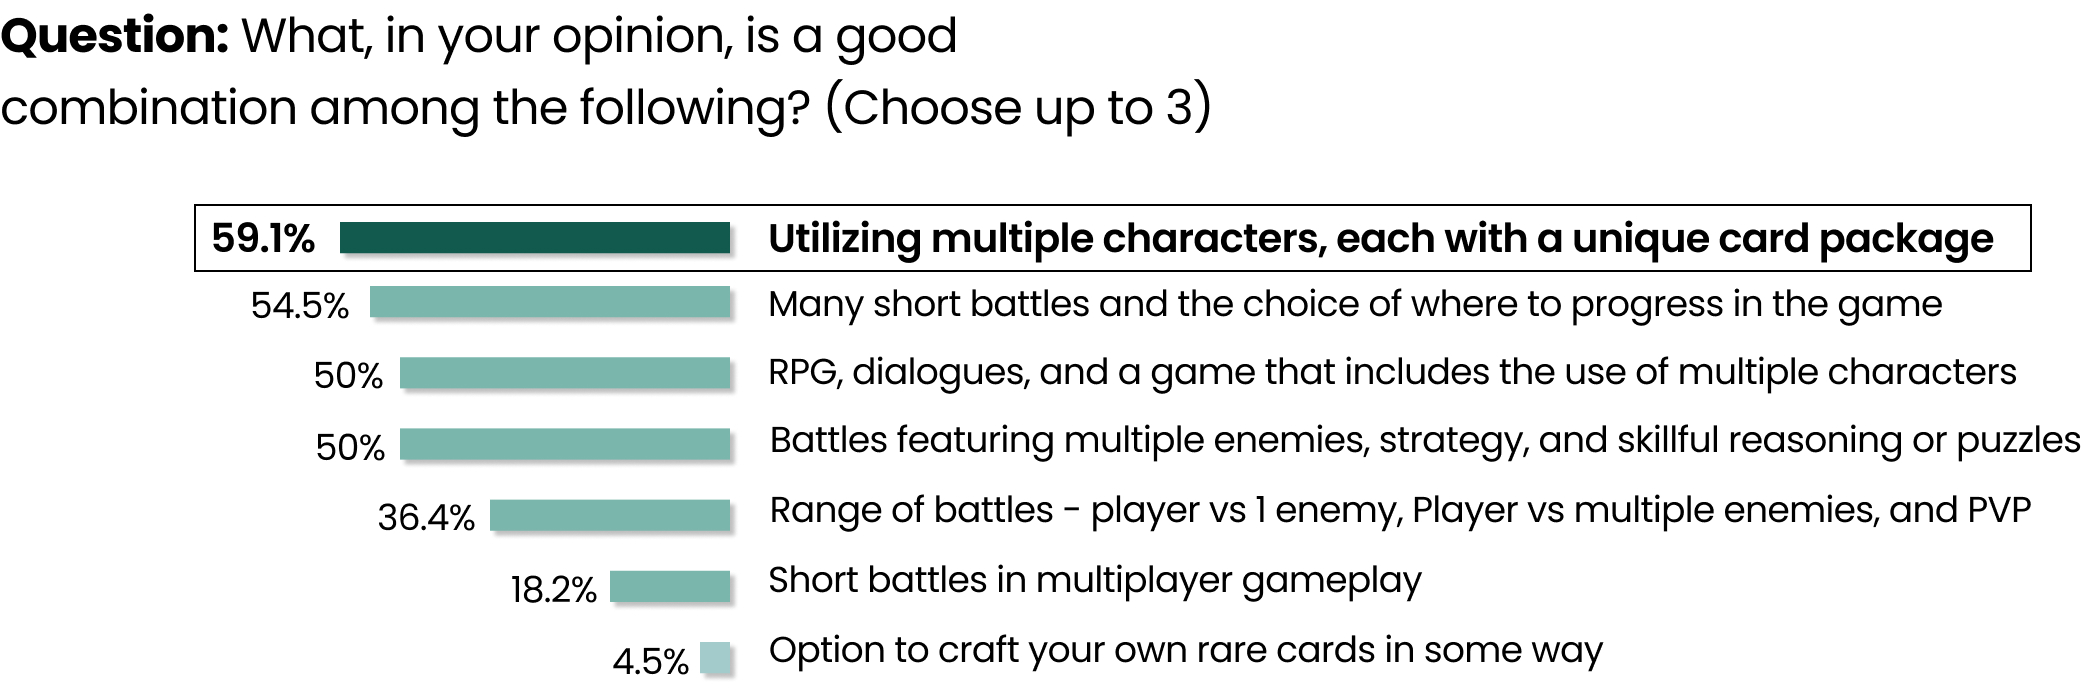 Question: What, in your opinion, is a good
combination among the following? (Choose up to 3)
59.1% Utilizing multiple characters, each with a unique card package
54.5% Many short battles and the choice of where to progress in the game
50% RPG, dialogues, and a game that includes the use of multiple characters
50% Battles featuring multiple enemies, strategy, and skillful reasoning or puzzles
36.4% Range of battles - player vs 1 enemy, Player vs multiple enemies, and PVP
18.2% Short battles in multiplayer gameplay
4.5% Option to craft your own rare cards in some way